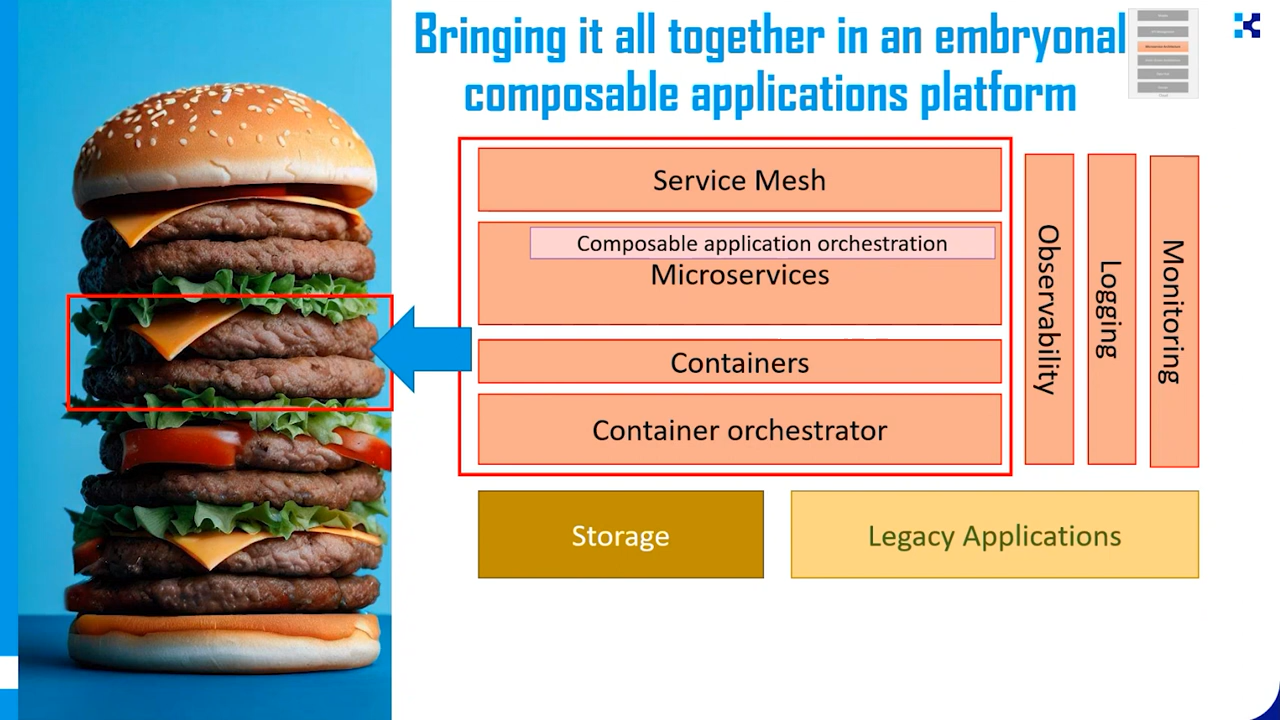 Bringing it all together in an embryonal
composable applications platform
Service Mesh
Composable application orchestration
Microservices
Containers
Container orchestrator
Observability
Logging
Monitoring
Storage
Legacy Applications